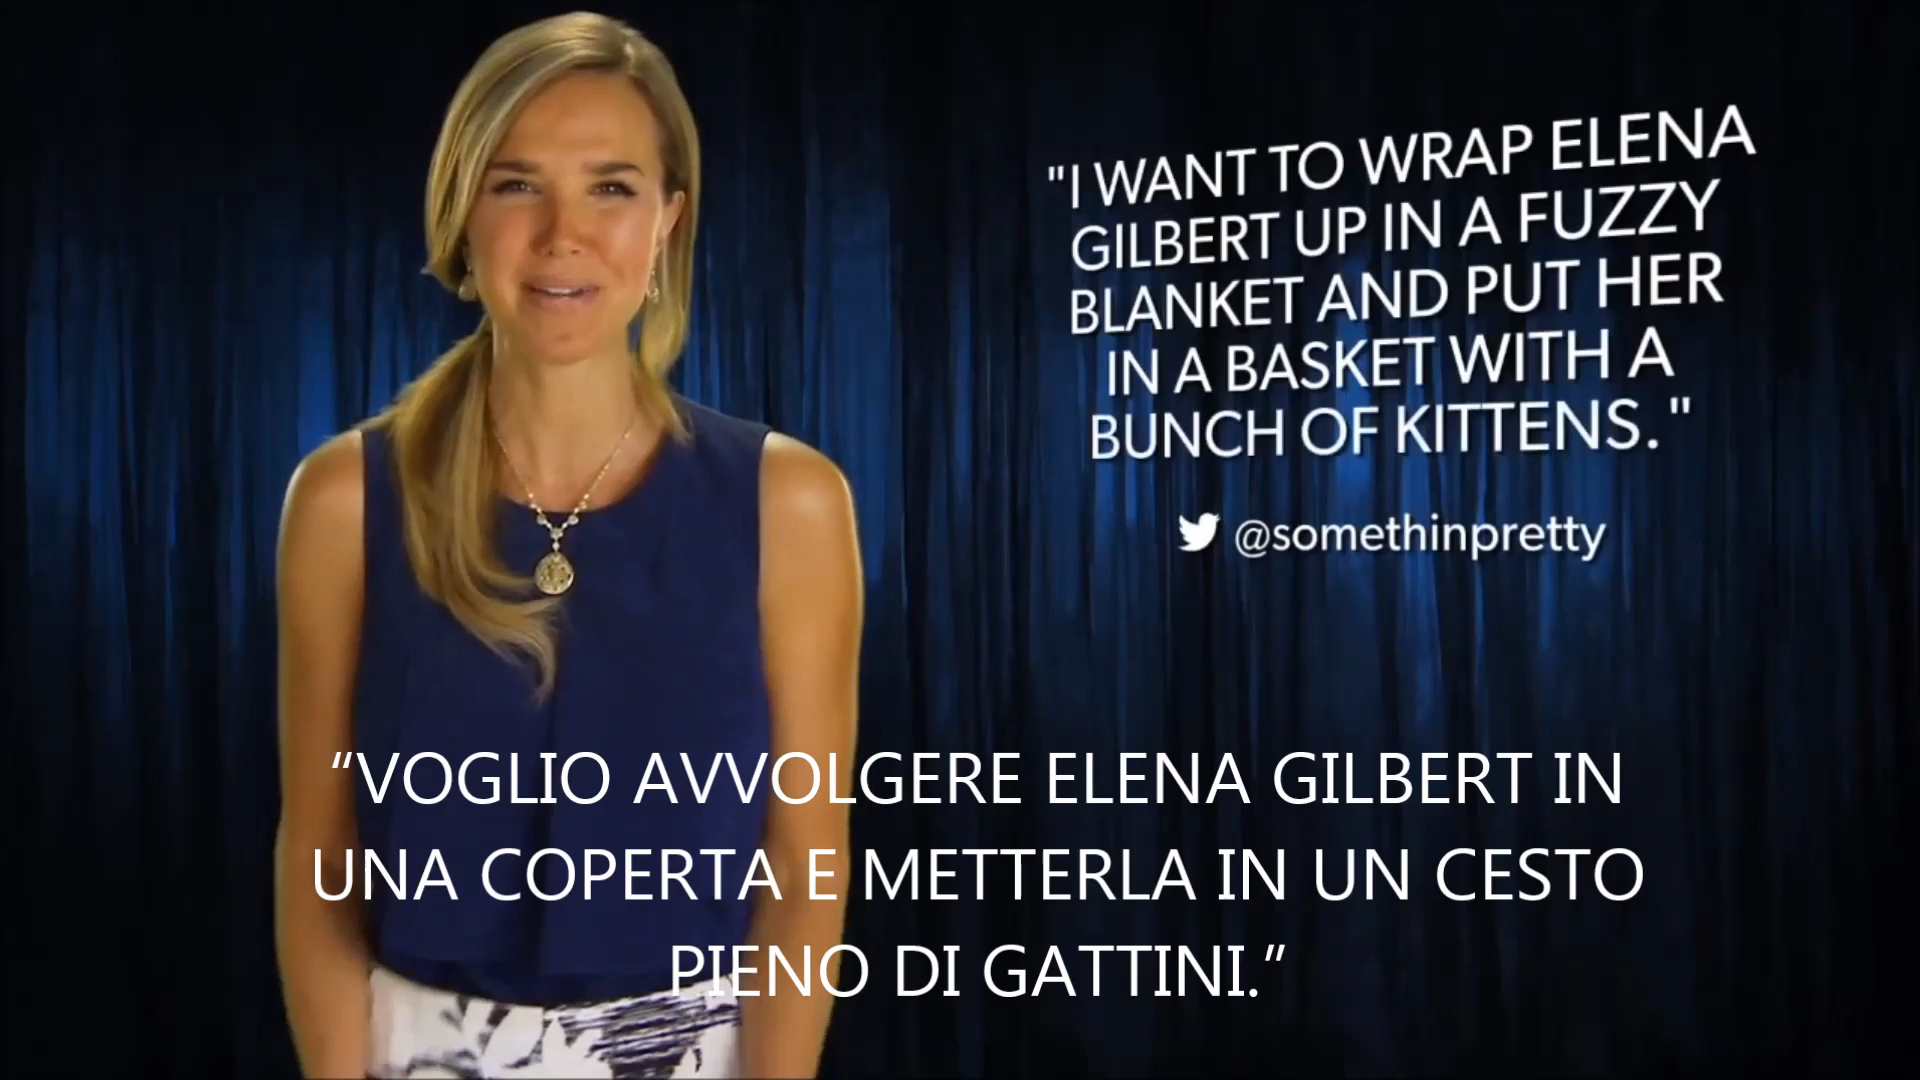 "I WANT TO WRAP ELENA
GILBERT UP IN A FUZZY
BLANKET AND PUT HER
IN A BASKET WITH A
BUNCH OF KITTENS. "
@somethinpretty
“VOGLIO AVVOLGERE ELENA GILBERT IN
UNA COPERTA E METTERLA IN UN CESTO
PIENO DI GATTINI.”